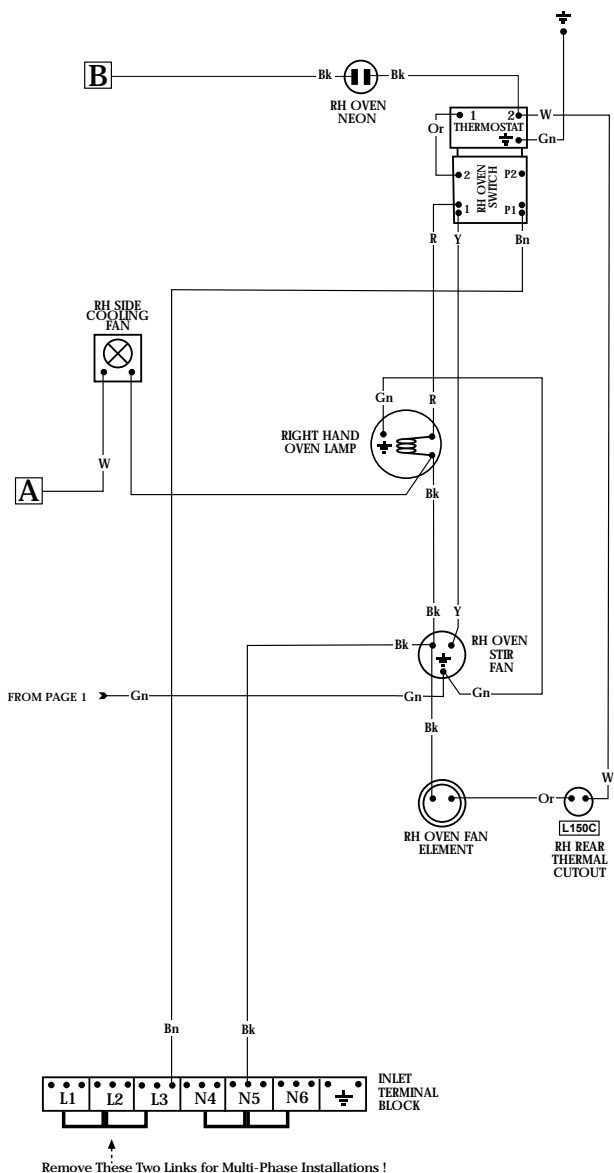 B
Bk
Bk
RH OVEN
NEON
1 2
THERMOSTAT
W
Or
Gn
2 P2
1 P1
RH OVEN
SWITCH
R Y Bn
RH SIDE
COOLING
FAN
Gn
R
RIGHT HAND
OVEN LAMP
W
A
Bk
Bk Y
Bk
RH OVEN
STIR
FAN
FROM PAGE 1
Gn
Gn
Gn
Bk
W
Or
L150C
RH OVEN FAN
ELEMENT
RH REAR
THERMAL
CUTOUT
Bn
Bk
L1 L2 L3 N4 N5 N6
INLET
TERMINAL
BLOCK
Remove These Two Links for Multi-Phase Installations !